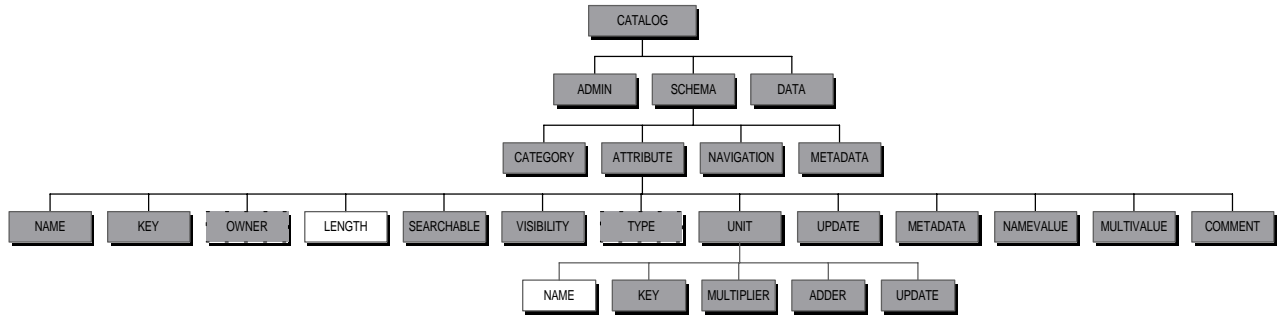 CATALOG
ADMIN SCHEMA DATA
CATEGORY ATTRIBUTE NAVIGATION METADATA
NAME KEY OWNER LENGTH SEARCHABLE VISIBILITY TYPE UNIT UPDATE METADATA NAMEVALUE MULTIVALUE COMMENT
NAME KEY MULTIPLIER ADDER UPDATE